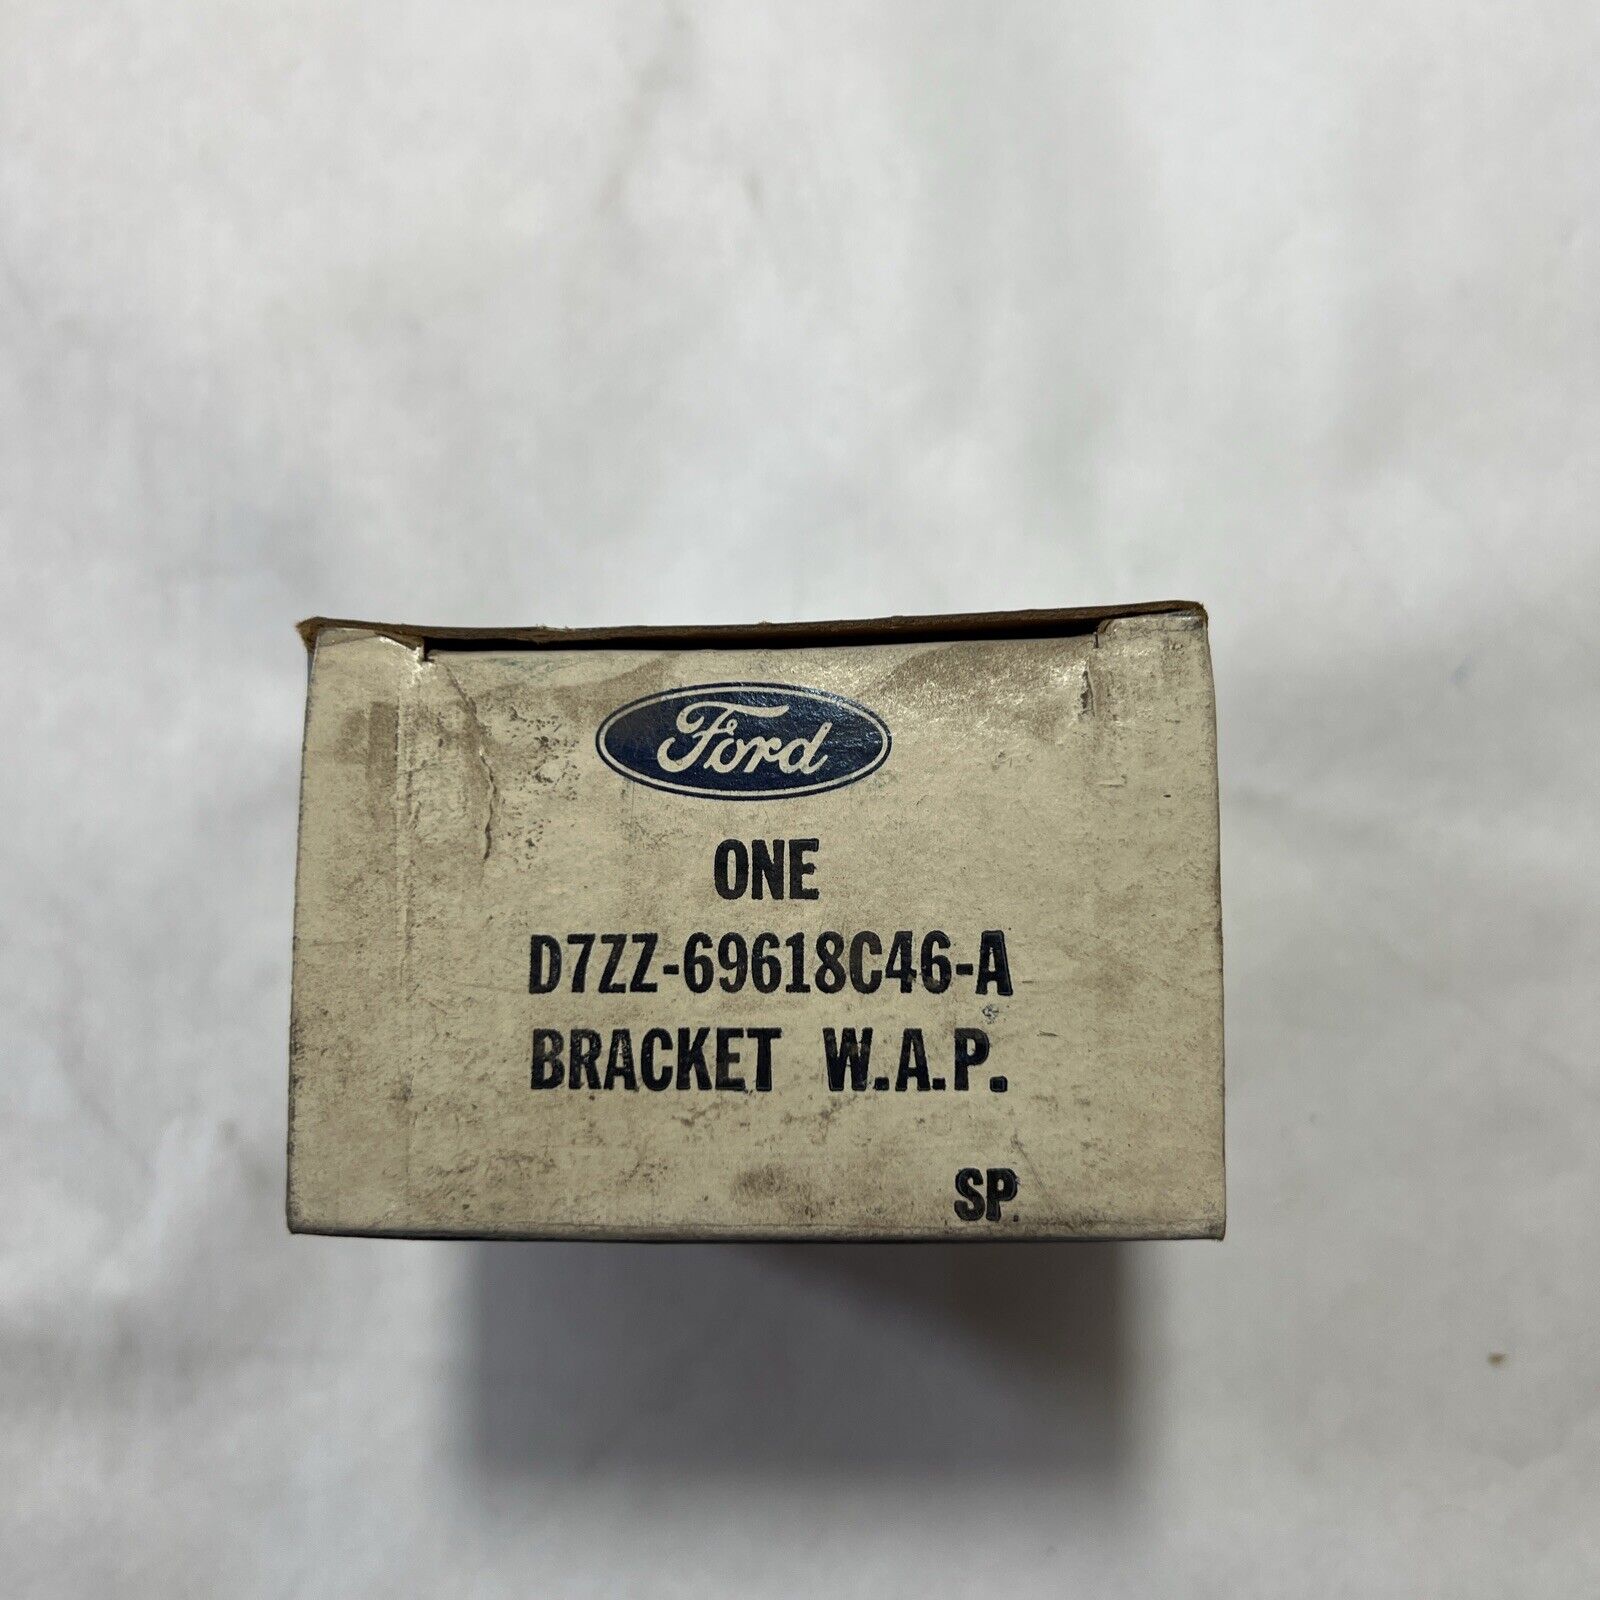 Ford
ONE
D7ZZ-69618C46-A
BRACKET W.A.P.
SP.